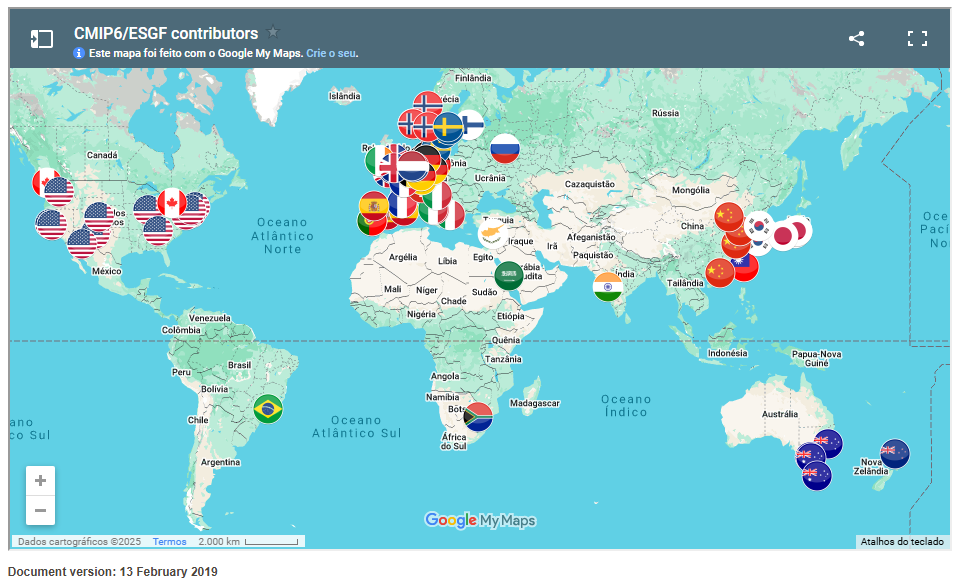 CMIP6/ESGF contributors
Este mapa foi feito com o Google My Maps. Crie o seu.
Finlândia
Islândia
Rússia
Canadá
Ucrânia
Cazaquistão
Mongólia
Oceano
Atlântico
Norte
China
Iraque
Irã
Afeganistão
Paquistão
Argélia
Líbia
Egito
México
Índia
Tailândia
Mali
Níger
Chade
Sudão
Nigéria
Etiópia
Venezuela
Colômbia
Quênia
Indonésia
Papua-Nova
Guiné
Tanzânia
Brasil
Peru
Angola
Bolívia
Namíbia
Madagascar
Oceano
Índico
Chile
Austrália
Oceano
Atlântico Sul
África
do Sul
Argentina
Nova
Zelândia
Google My Maps
Dados cartográficos ©2025 Termos 2.000 km
Atalhos do teclado
Document version: 13 February 2019